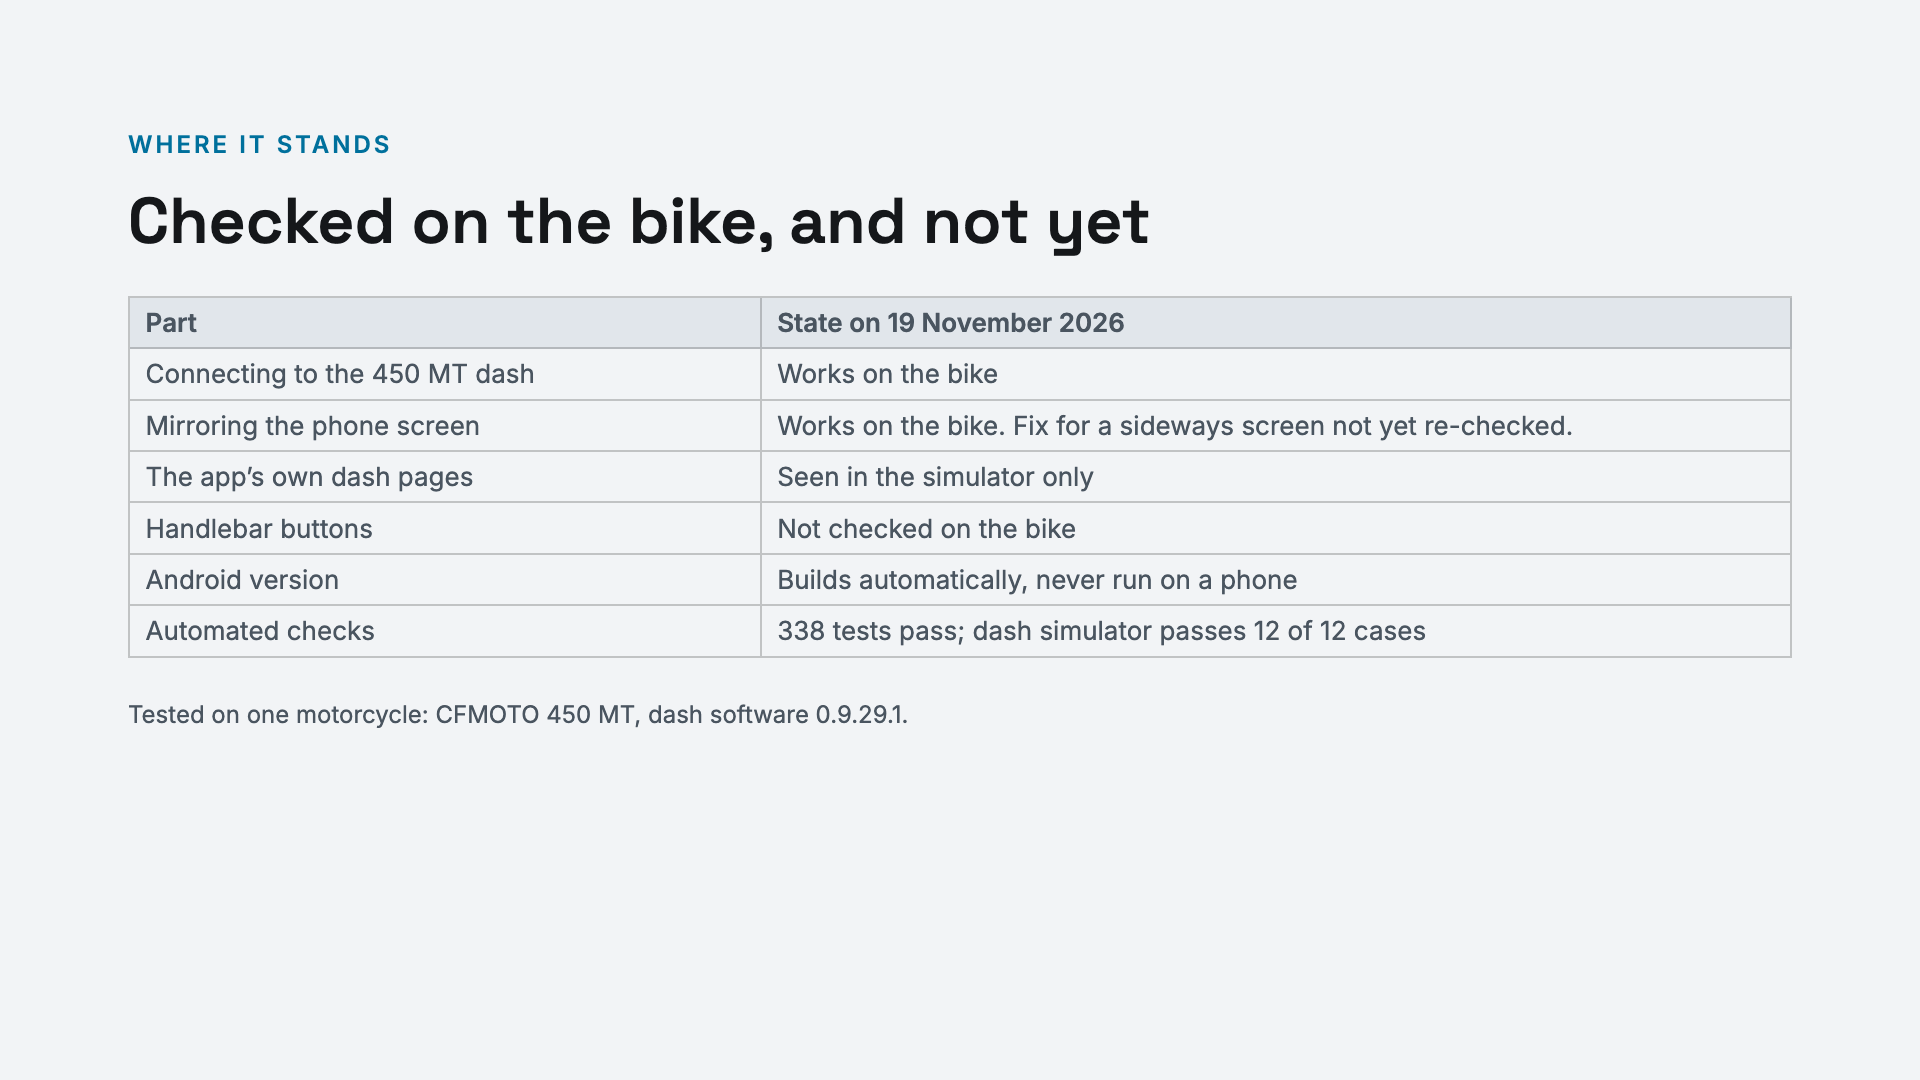 WHERE IT STANDS
Checked on the bike, and not yet
Part State on 19 November 2026
Connecting to the 450 MT dash Works on the bike
Mirroring the phone screen Works on the bike. Fix for a sideways screen not yet re-checked.
The app’s own dash pages Seen in the simulator only
Handlebar buttons Not checked on the bike
Android version Builds automatically, never run on a phone
Automated checks 338 tests pass; dash simulator passes 12 of 12 cases
Tested on one motorcycle: CFMOTO 450 MT, dash software 0.9.29.1.